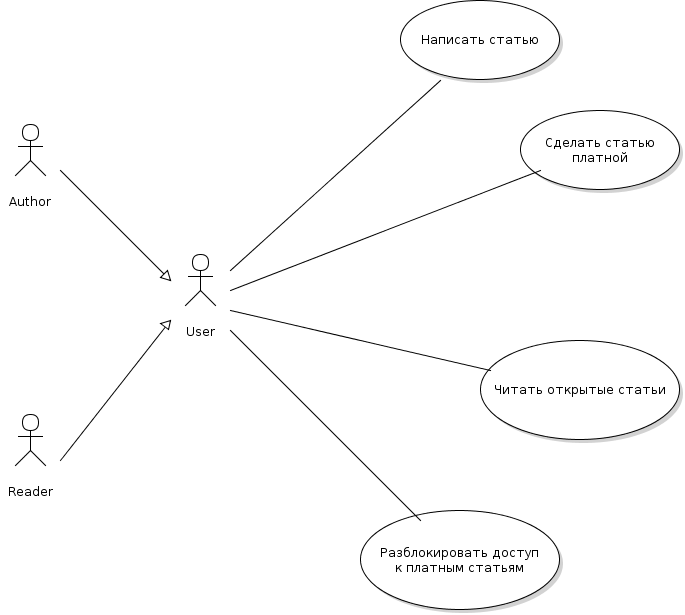 Написать статью
Сделать статью
платной
Author
User
Читать открытые статьи
Reader
Разблокировать доступ
к платным статьям